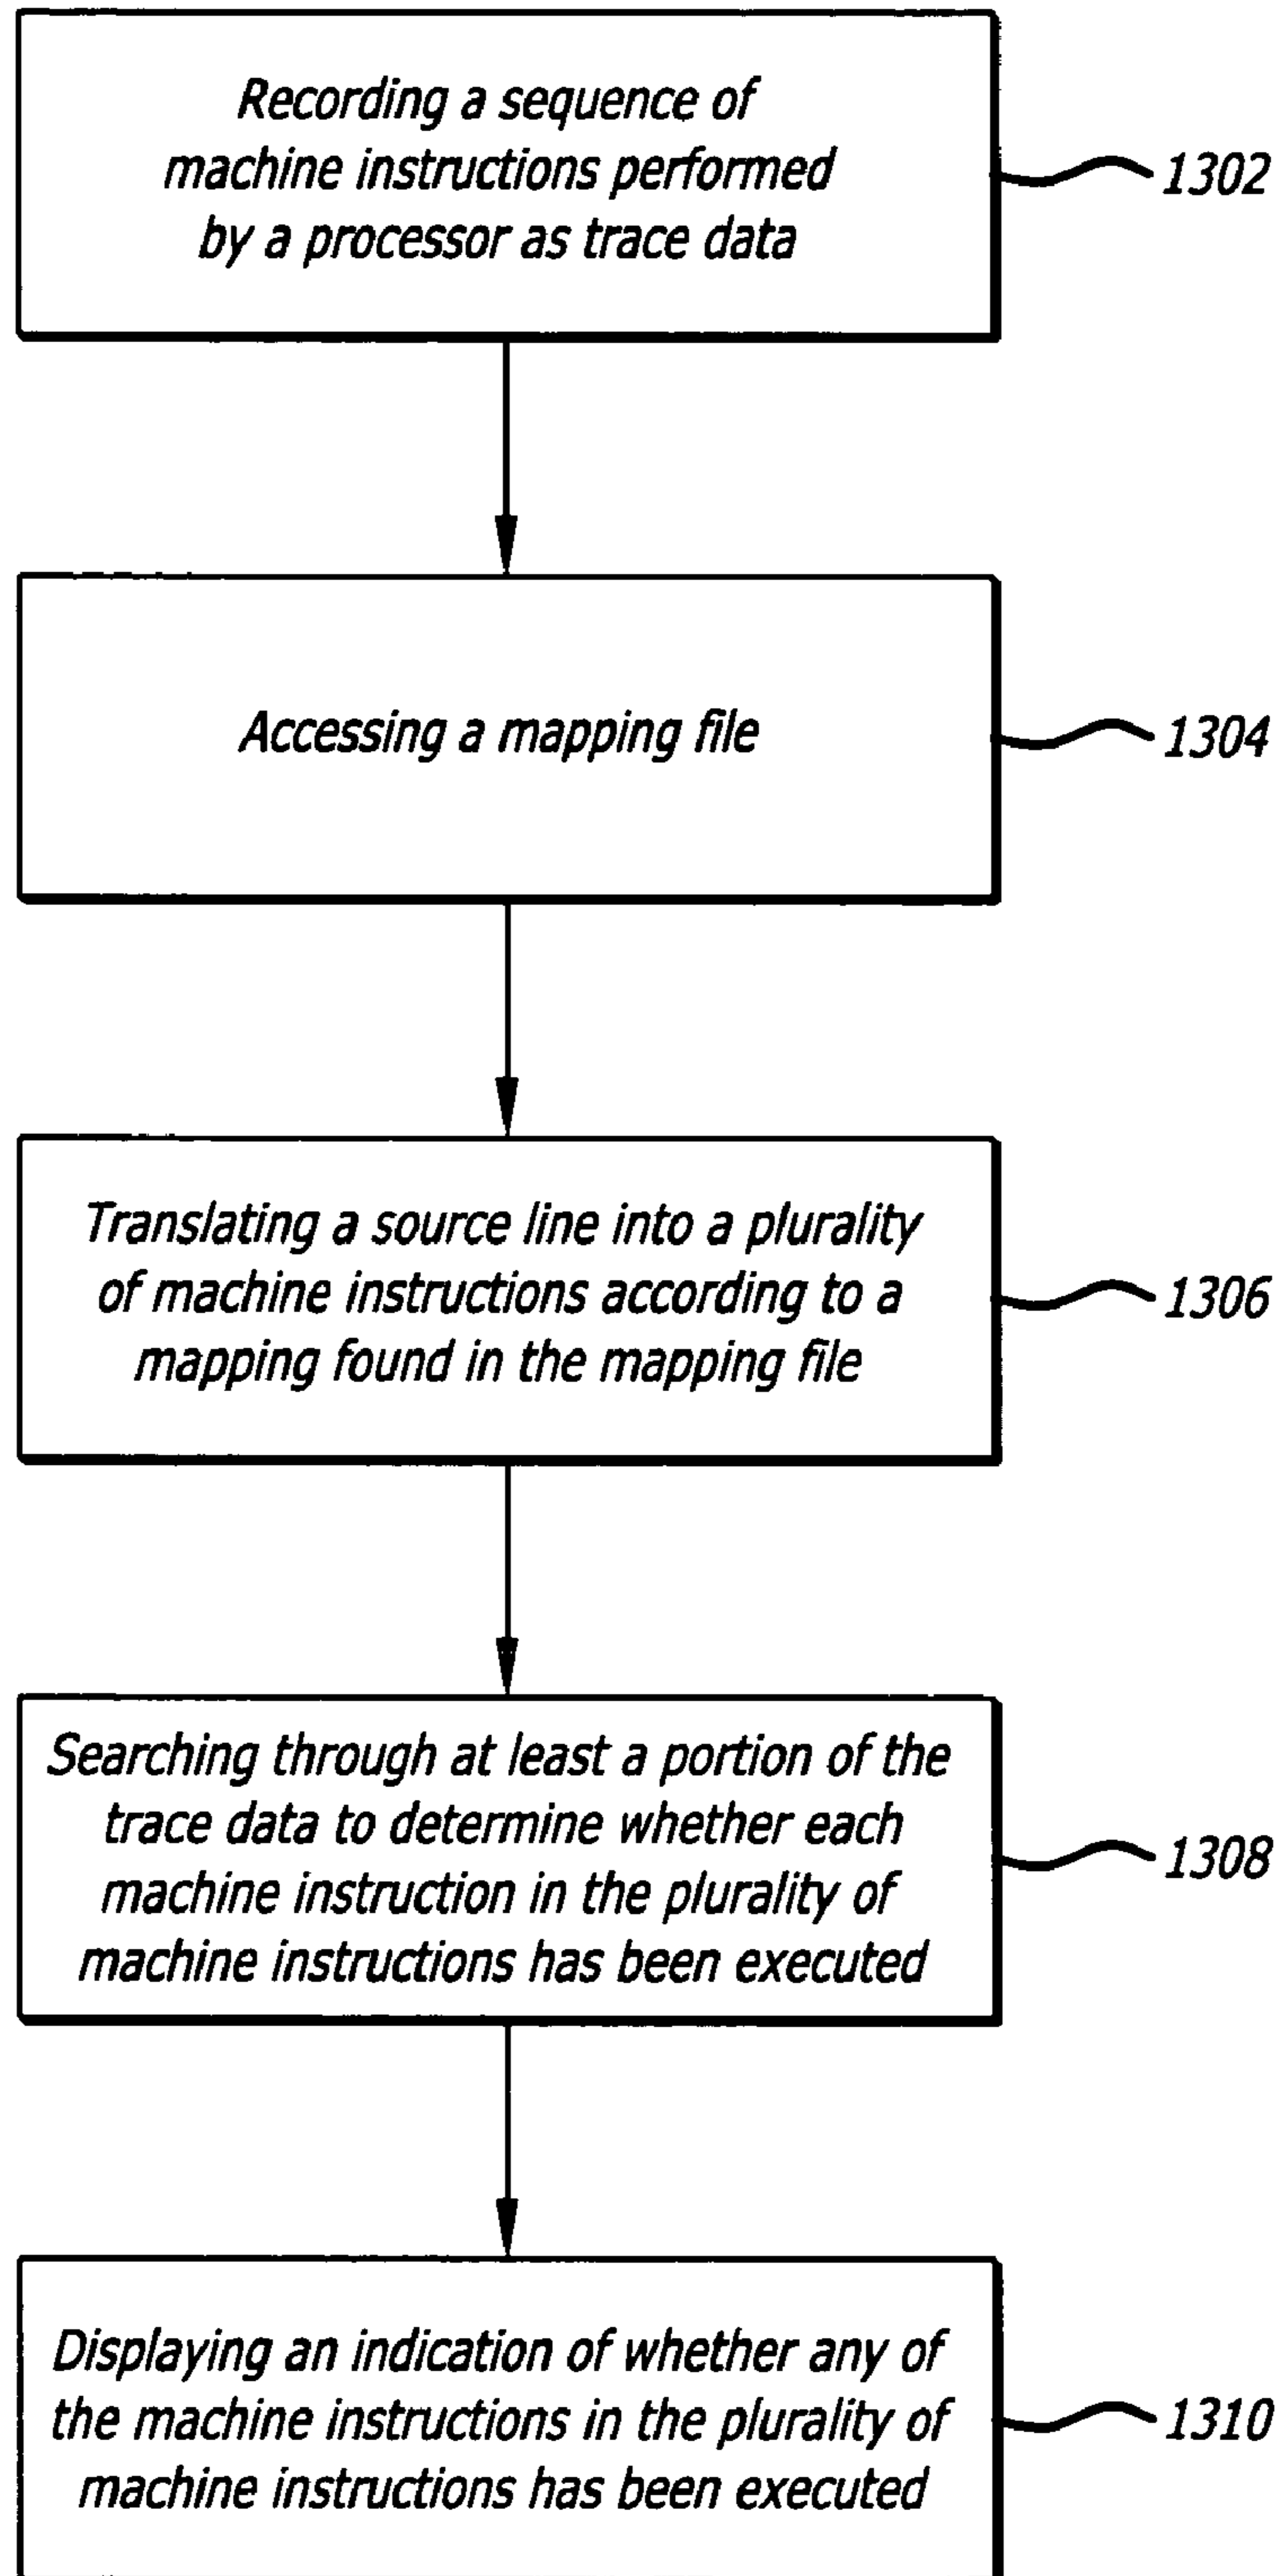 Recording a sequence of
machine instructions performed
by a processor as trace data
1302
Accessing a mapping file
1304
Translating a source line into a plurality
of machine instructions according to a
mapping found in the mapping file
1306
Searching through at least a portion of the
trace data to determine whether each
machine instruction in the plurality of
machine instructions has been executed
1308
Displaying an indication of whether any of
the machine instructions in the plurality of
machine instructions has been executed
1310